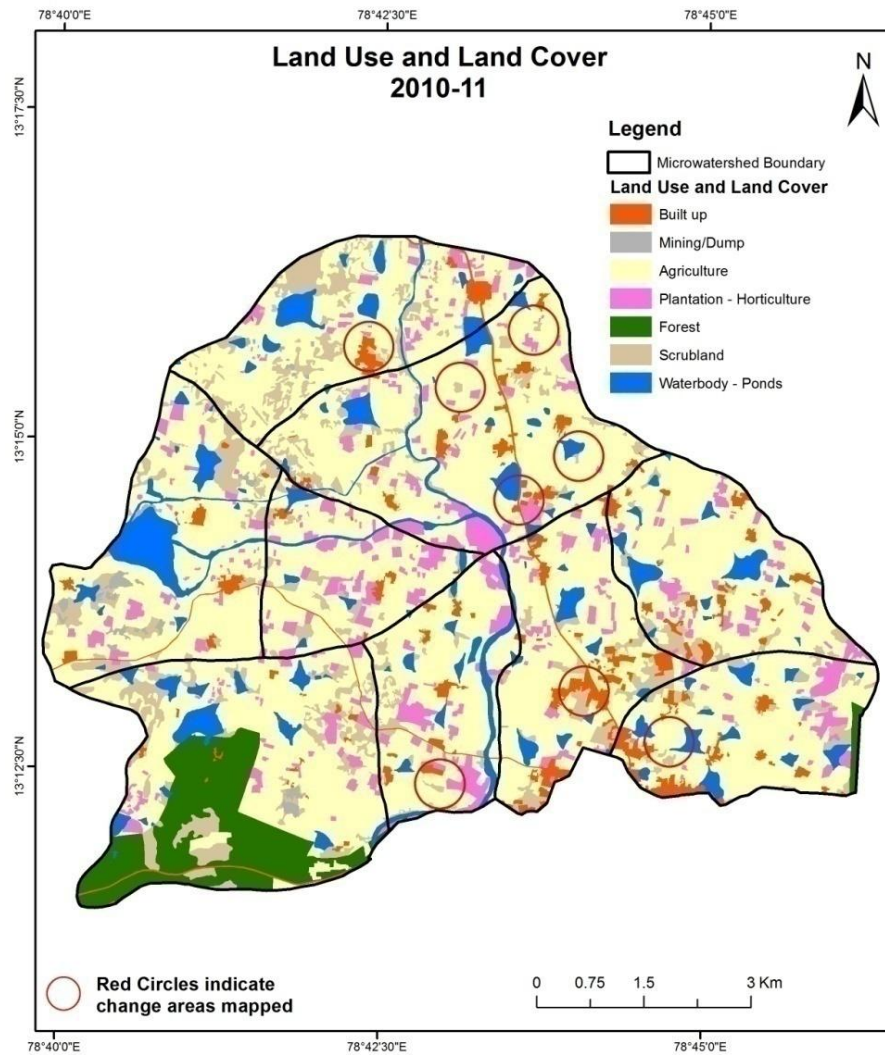 78°40'0"E
78°42'30"E
78°45'0"E
Land Use and Land Cover
2010-11
N
13°17'30"N
Legend
Microwatershed Boundary
Land Use and Land Cover
Built up
Mining/Dump
Agriculture
Plantation - Horticulture
Forest
Scrubland
Waterbody - Ponds
13°15'0"N
13°12'30"N
Red Circles indicate
change areas mapped
0 0.75 1.5 3 Km
78°40'0"E
78°42'30"E
78°45'0"E